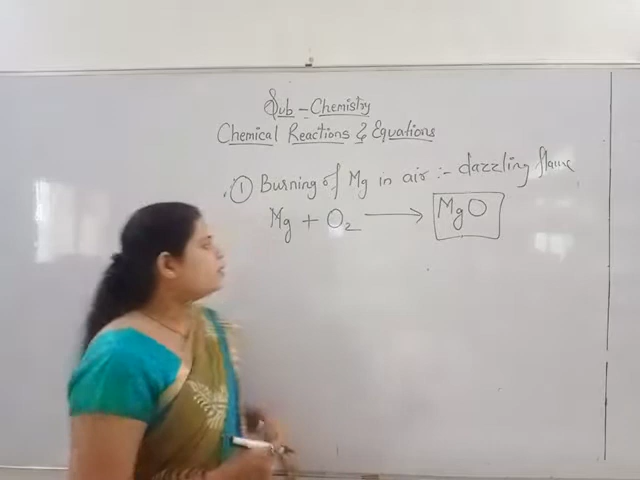 Sub - Chemistry
Chemical Reactions & Equations
① Burning of Mg in air :- dazzling flame
Mg + O₂ ⟶ MgO